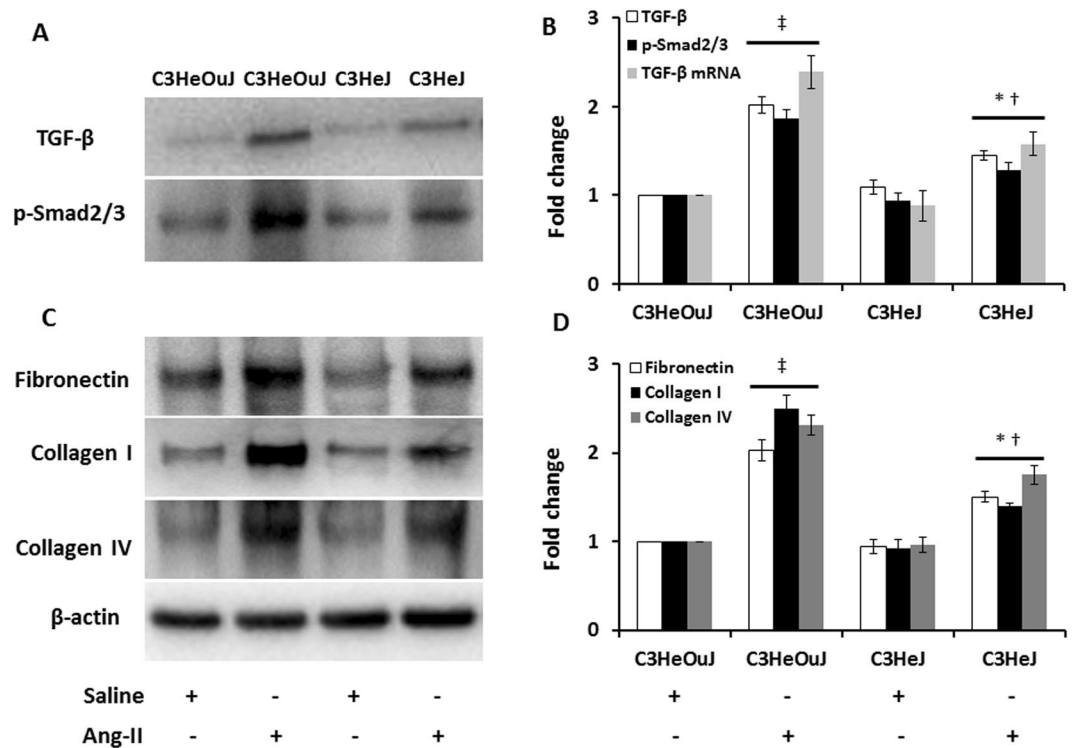 A
C3HeOuJ C3HeOuJ C3HeJ C3HeJ
TGF-β
p-Smad2/3
B
TGF-β
p-Smad2/3
TGF-β mRNA
‡
* †
Fold change
3
2
1
0
C3HeOuJ C3HeOuJ C3HeJ C3HeJ
C
Fibronectin
Collagen I
Collagen IV
β-actin
D
Fibronectin
Collagen I
Collagen IV
‡
* †
Fold change
3
2
1
0
C3HeOuJ C3HeOuJ C3HeJ C3HeJ
Saline + - + - + - + -
Ang-II - + - + - + - +